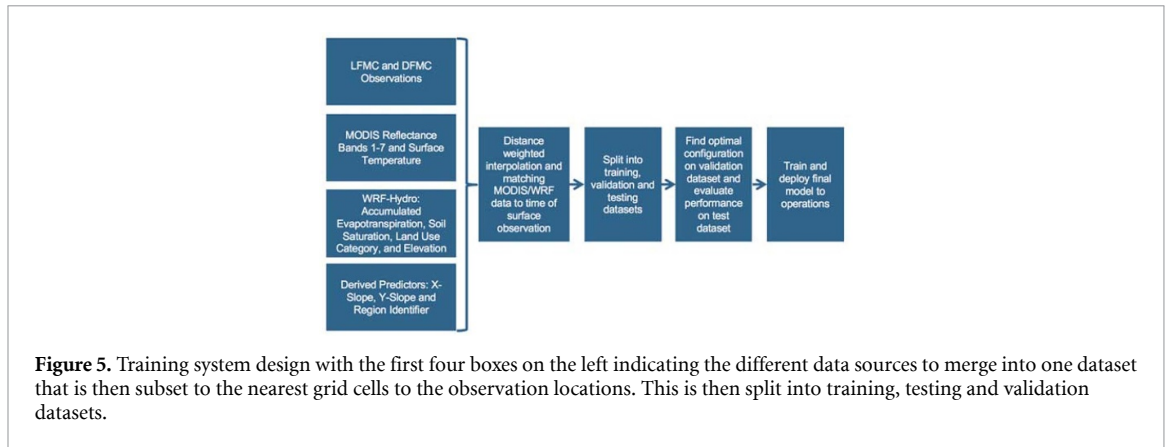 LFMC and DFMC
Observations
MODIS Reflectance
Bands 1-7 and Surface
Temperature
WRF-Hydro:
Accumulated
Evapotranspiration, Soil
Saturation, Land Use
Category, and Elevation
Derived Predictors: X-
Slope, Y-Slope and
Region Identifier
Distance
weighted
interpolation and
matching
MODIS/WRF
data to time of
surface
observation
Split into
training,
validation and
testing
datasets
Find optimal
configuration
on validation
dataset and
evaluate
performance
on test
dataset
Train and
deploy final
model to
operations
Figure 5. Training system design with the first four boxes on the left indicating the different data sources to merge into one dataset
that is then subset to the nearest grid cells to the observation locations. This is then split into training, testing and validation
datasets.